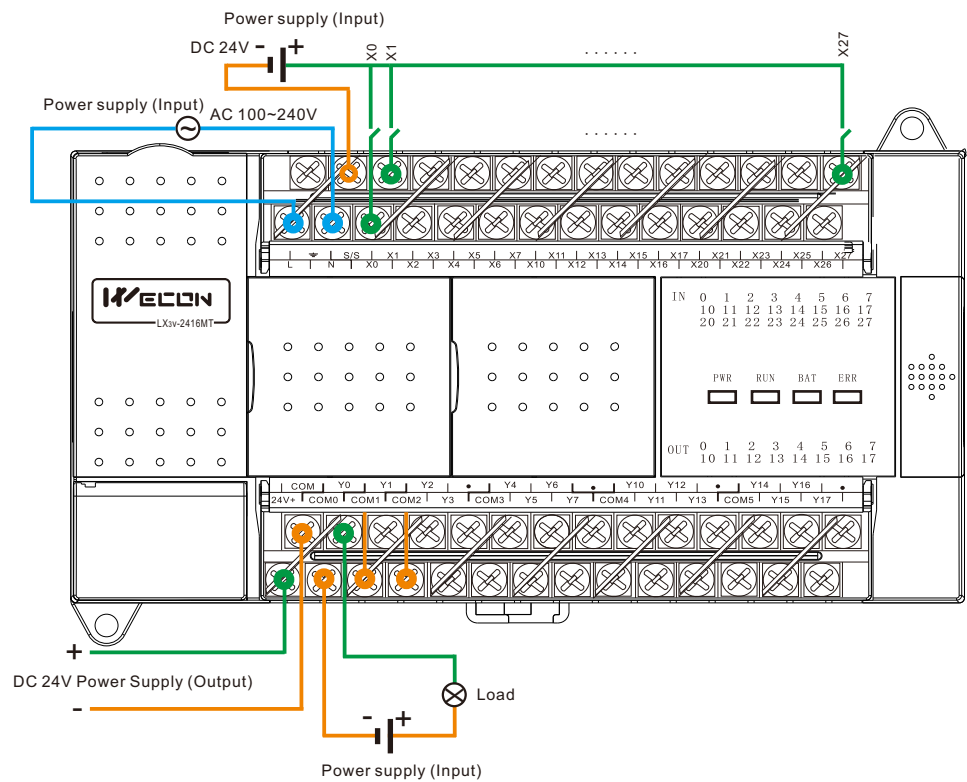 Power supply (Input)
DC 24V - +
X0
X1
......
X27
Power supply (Input)
AC 100~240V
......
S/S X1 X3 X5 X7 X11 X13 X15 X17 X21 X23 X25 X27
L N X0 X2 X4 X6 X10 X12 X14 X16 X20 X22 X24 X26
WECON
LX3V-2416MT
IN 0 1 2 3 4 5 6 7
10 11 12 13 14 15 16 17
20 21 22 23 24 25 26 27
PWR RUN BAT ERR
OUT 0 1 2 3 4 5 6 7
10 11 12 13 14 15 16 17
COM Y0 Y1 Y2 • Y4 Y6 • Y10 Y12 • Y14 Y16 •
24V+ COM0 COM1 COM2 Y3 COM3 Y5 Y7 COM4 Y11 Y13 COM5 Y15 Y17
+
DC 24V Power Supply (Output)
-
Load
- +
Power supply (Input)